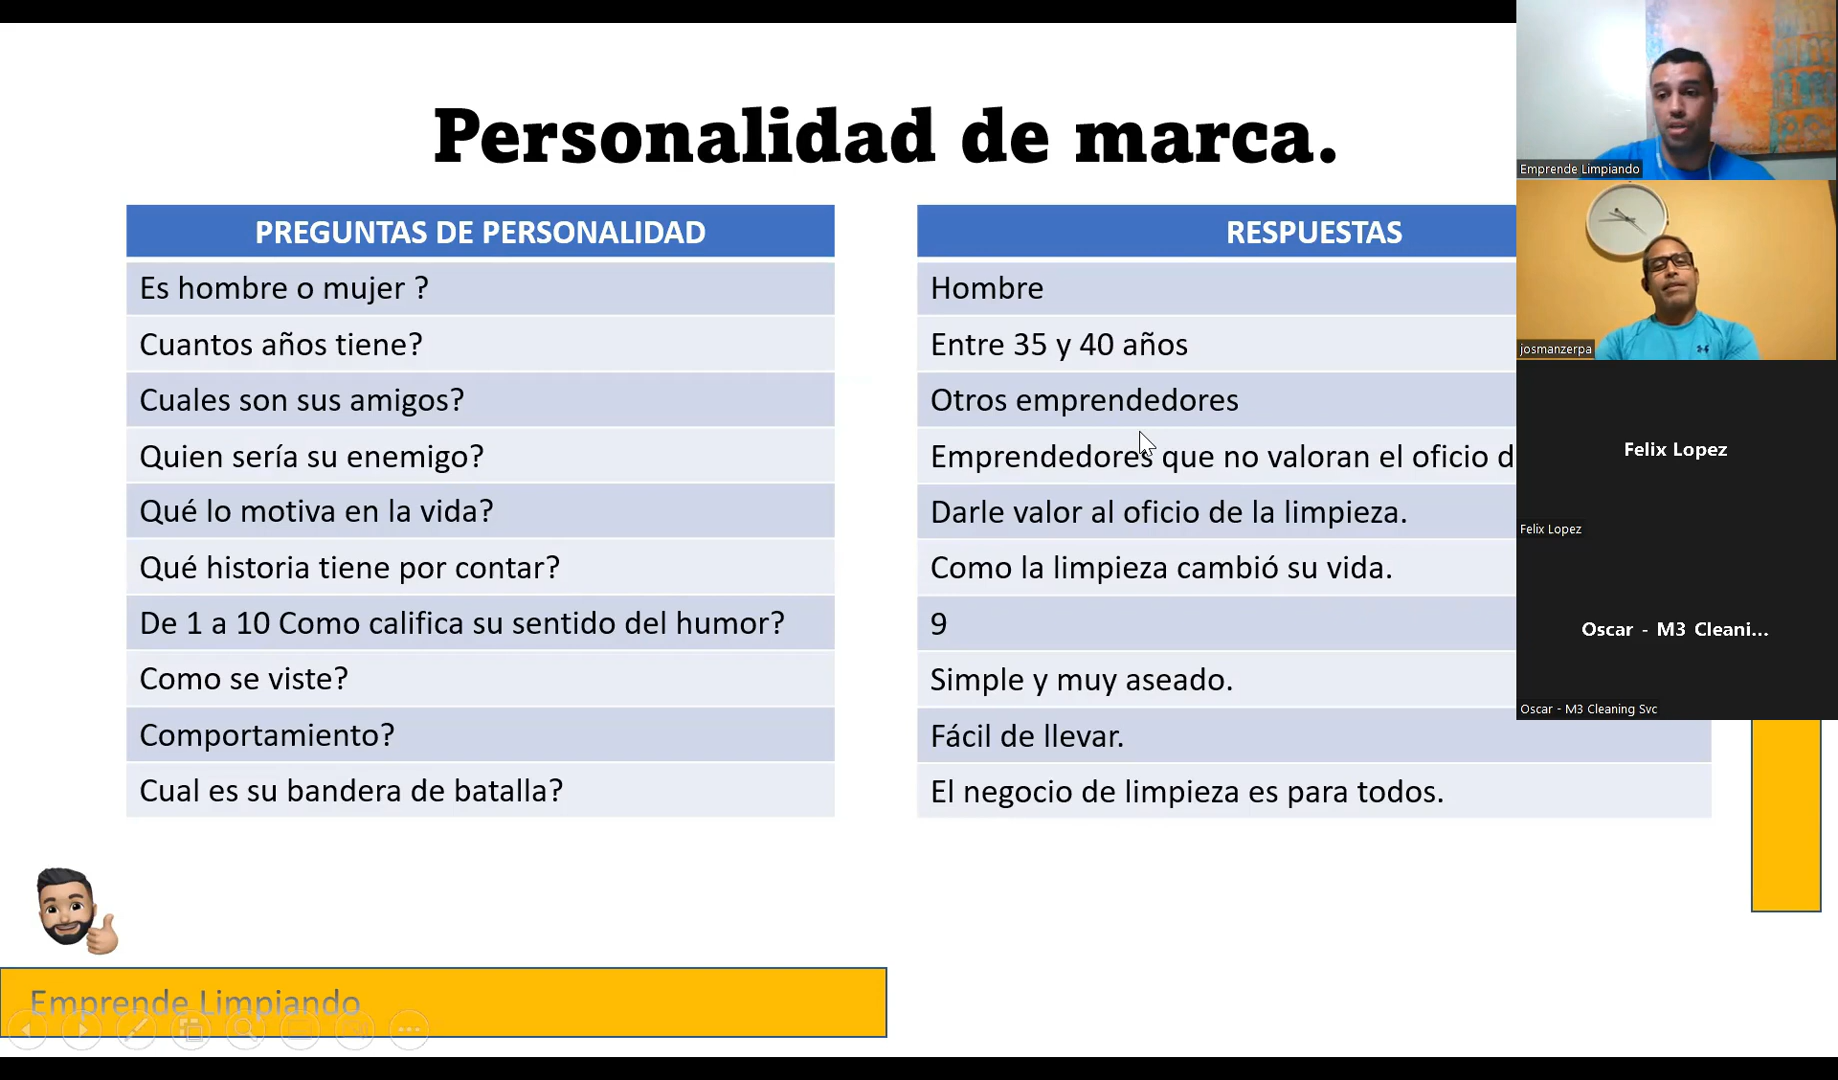 Personalidad de marca.
PREGUNTAS DE PERSONALIDAD
RESPUESTAS
Es hombre o mujer ?
Hombre
Cuantos años tiene?
Entre 35 y 40 años
Cuales son sus amigos?
Otros emprendedores
Quien sería su enemigo?
Emprendedores que no valoran el oficio d
Qué lo motiva en la vida?
Darle valor al oficio de la limpieza.
Qué historia tiene por contar?
Como la limpieza cambió su vida.
De 1 a 10 Como califica su sentido del humor?
9
Como se viste?
Simple y muy aseado.
Comportamiento?
Fácil de llevar.
Cual es su bandera de batalla?
El negocio de limpieza es para todos.
Emprende Limpiando
Emprende Limpiando
josmanzerpa
Felix Lopez
Felix Lopez
Oscar - M3 Cleani...
Oscar - M3 Cleaning Svc